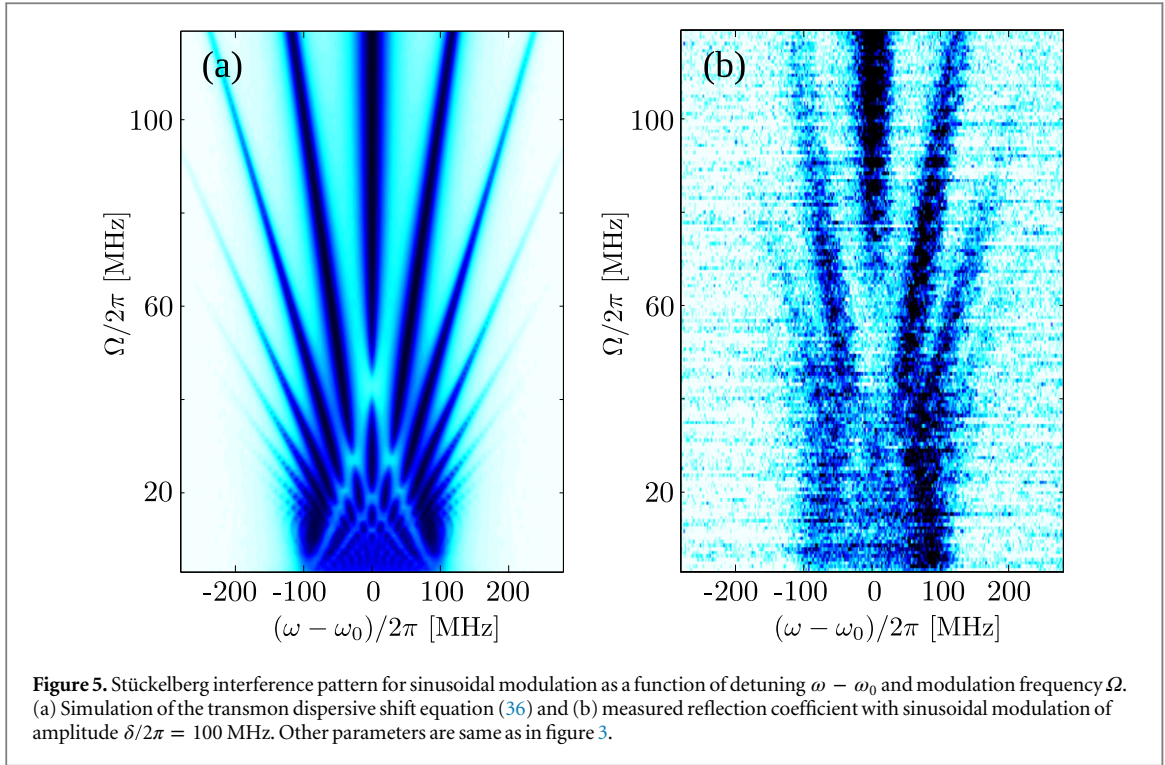 (a)
(b)
100
60
20
Ω/2π [MHz]
-200 -100 0 100 200
(ω − ω₀)/2π [MHz]
100
60
20
Ω/2π [MHz]
-200 -100 0 100 200
(ω − ω₀)/2π [MHz]
Figure 5. Stückelberg interference pattern for sinusoidal modulation as a function of detuning ω − ω₀ and modulation frequency Ω.
(a) Simulation of the transmon dispersive shift equation (36) and (b) measured reflection coefficient with sinusoidal modulation of
amplitude δ/2π = 100 MHz. Other parameters are same as in figure 3.